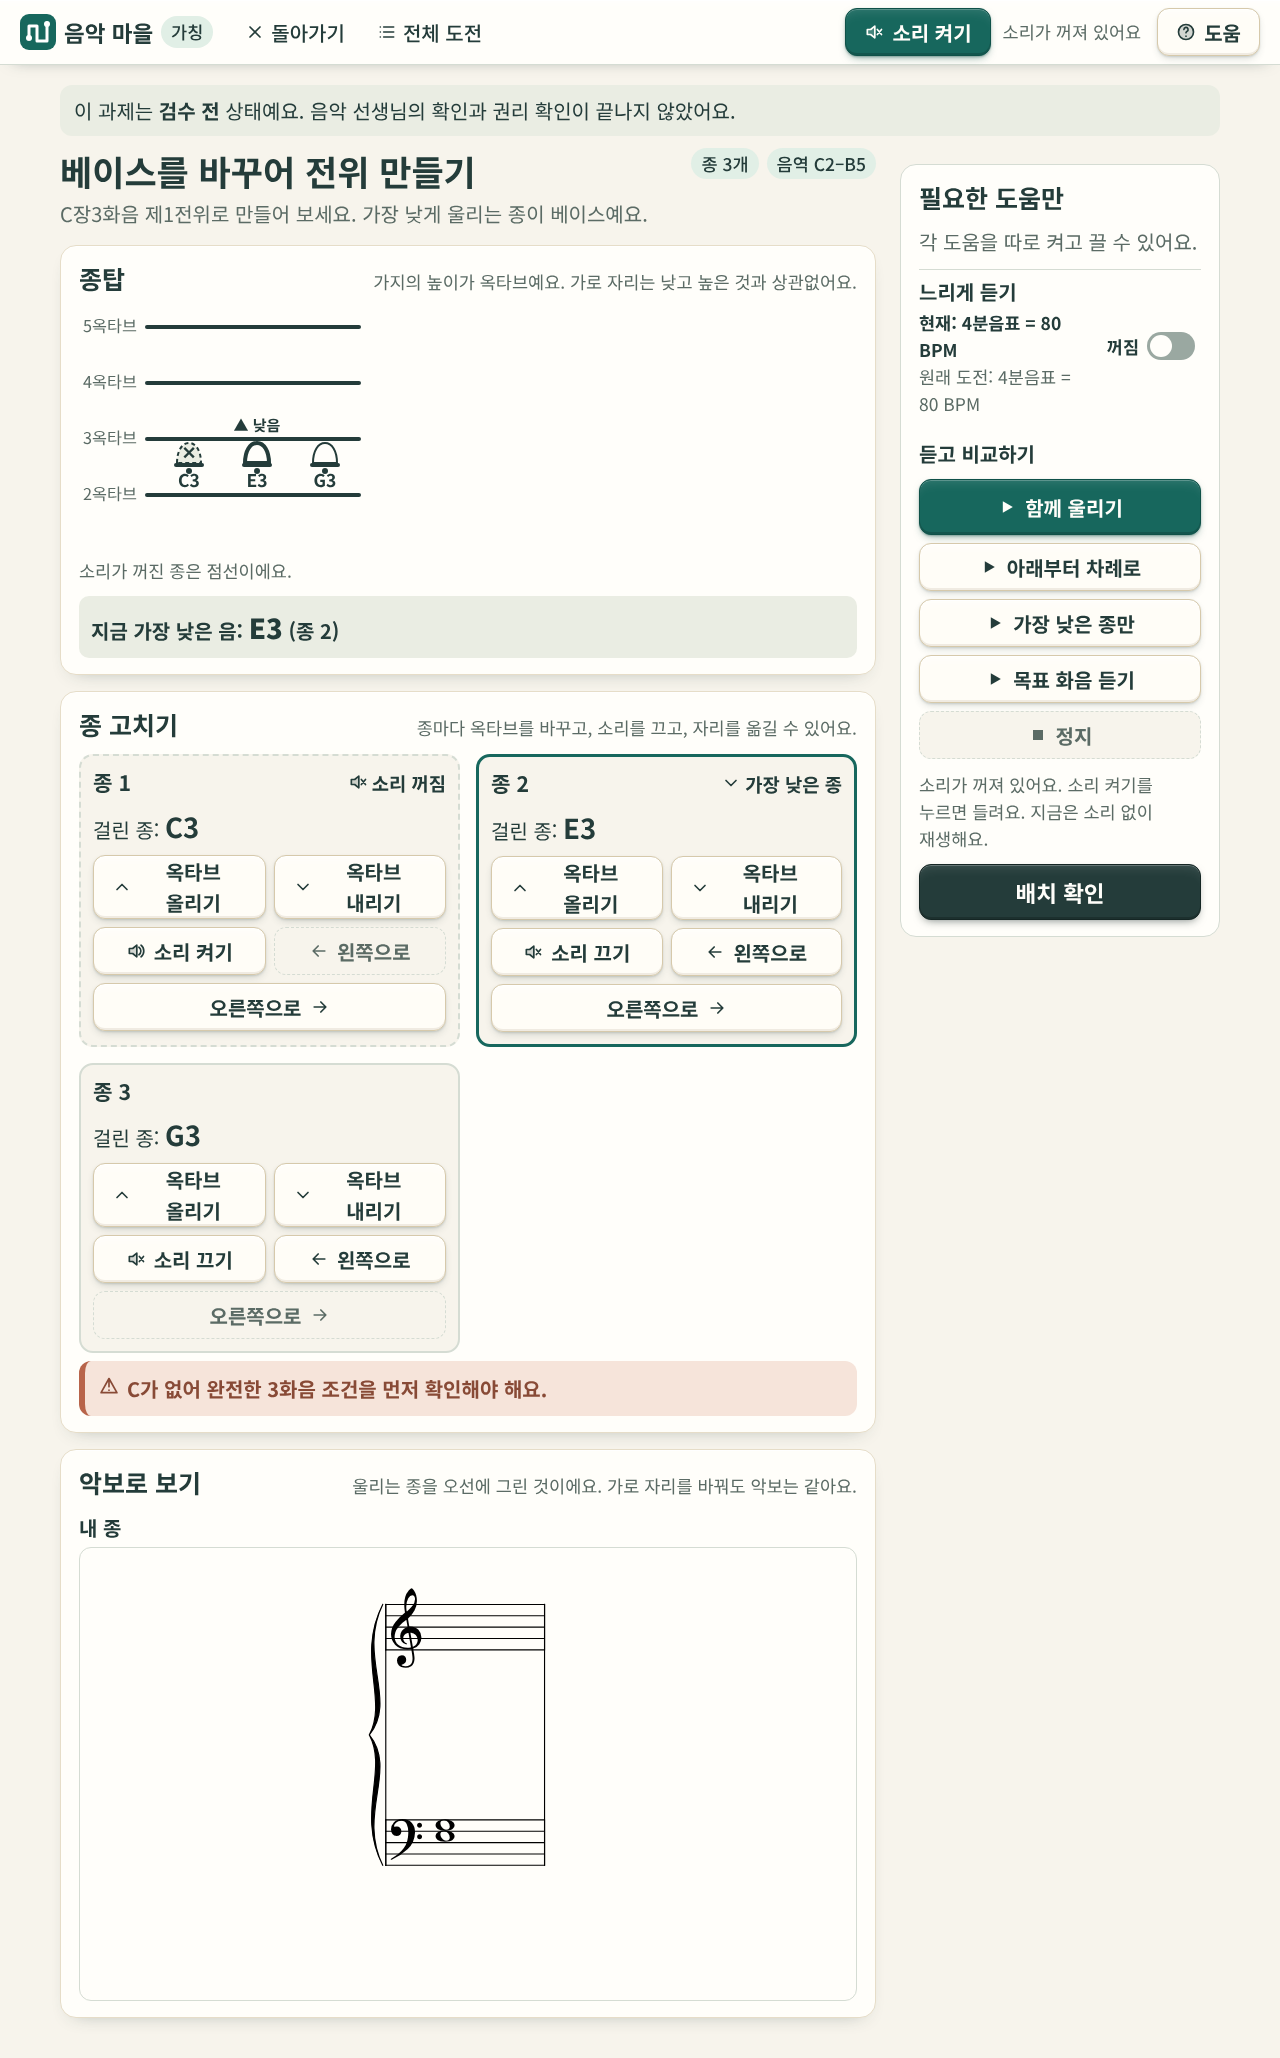 음악 마을 가칭 돌아가기 전체 도전 소리 켜기 소리가 꺼져 있어요 도움
이 과제는 검수 전 상태예요. 음악 선생님의 확인과 권리 확인이 끝나지 않았어요.
베이스를 바꾸어 전위 만들기
종 3개 음역 C2–B5
C장3화음 제1전위로 만들어 보세요. 가장 낮게 울리는 종이 베이스예요.
종탑
가지의 높이가 옥타브예요. 가로 자리는 낮고 높은 것과 상관없어요.
5옥타브
4옥타브
▲ 낮음
3옥타브
C3 E3 G3
2옥타브
소리가 꺼진 종은 점선이에요.
지금 가장 낮은 음: E3 (종 2)
종 고치기
종마다 옥타브를 바꾸고, 소리를 끄고, 자리를 옮길 수 있어요.
종 1 소리 꺼짐
걸린 종: C3
옥타브 올리기
옥타브 내리기
소리 켜기
← 왼쪽으로
오른쪽으로 →
종 2 가장 낮은 종
걸린 종: E3
옥타브 올리기
옥타브 내리기
소리 끄기
← 왼쪽으로
오른쪽으로 →
종 3
걸린 종: G3
옥타브 올리기
옥타브 내리기
소리 끄기
← 왼쪽으로
오른쪽으로 →
⚠ C가 없어 완전한 3화음 조건을 먼저 확인해야 해요.
악보로 보기
울리는 종을 오선에 그린 것이에요. 가로 자리를 바꿔도 악보는 같아요.
내 종
필요한 도움만
각 도움을 따로 켜고 끌 수 있어요.
느리게 듣기
현재: 4분음표 = 80
BPM
꺼짐
원래 도전: 4분음표 =
80 BPM
듣고 비교하기
▶ 함께 울리기
▶ 아래부터 차례로
▶ 가장 낮은 종만
▶ 목표 화음 듣기
■ 정지
소리가 꺼져 있어요. 소리 켜기를
누르면 들려요. 지금은 소리 없이
재생해요.
배치 확인